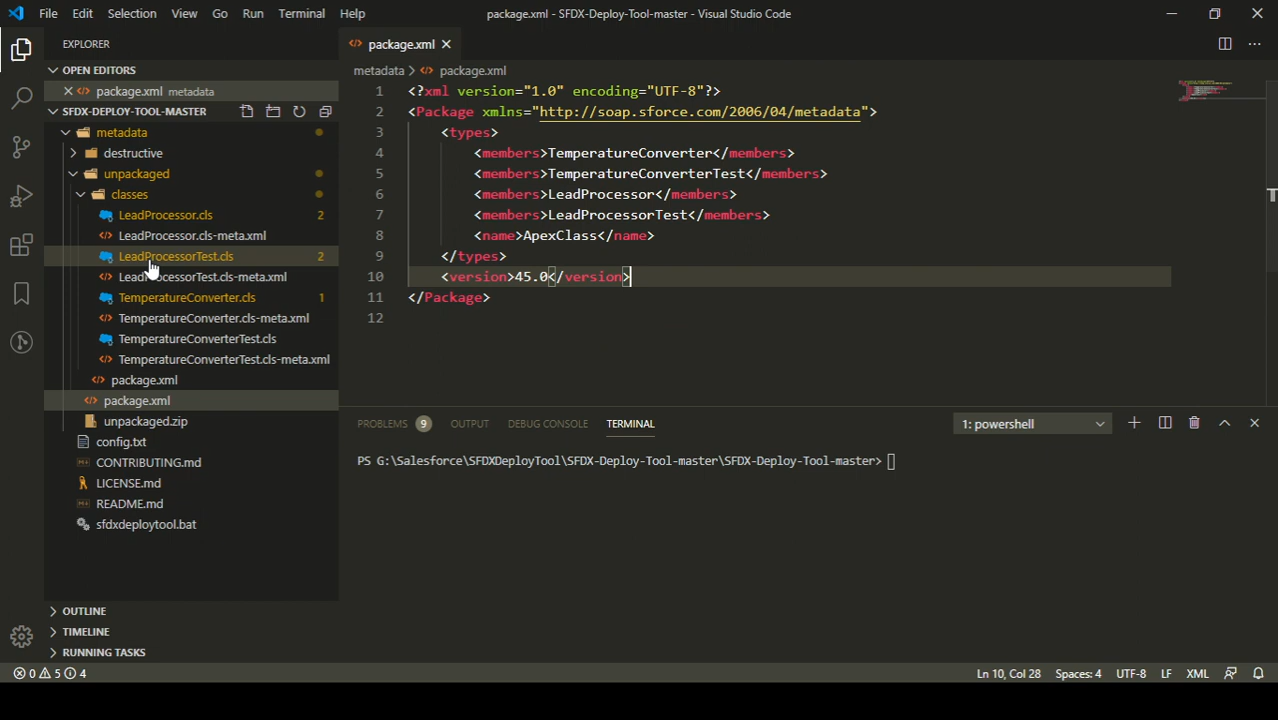 File Edit Selection View Go Run Terminal Help package.xml - SFDX-Deploy-Tool-master - Visual Studio Code
EXPLORER
OPEN EDITORS
package.xml metadata
SFDX-DEPLOY-TOOL-MASTER
metadata
destructive
unpackaged
classes
LeadProcessor.cls 2
LeadProcessor.cls-meta.xml
LeadProcessorTest.cls 2
LeadProcessorTest.cls-meta.xml
TemperatureConverter.cls 1
TemperatureConverter.cls-meta.xml
TemperatureConverterTest.cls
TemperatureConverterTest.cls-meta.xml
package.xml
package.xml
unpackaged.zip
config.txt
CONTRIBUTING.md
LICENSE.md
README.md
sfdxdeploytool.bat
OUTLINE
TIMELINE
RUNNING TASKS
package.xml
metadata > package.xml
1 <?xml version="1.0" encoding="UTF-8"?>
2 <Package xmlns="http://soap.sforce.com/2006/04/metadata">
3 <types>
4 <members>TemperatureConverter</members>
5 <members>TemperatureConverterTest</members>
6 <members>LeadProcessor</members>
7 <members>LeadProcessorTest</members>
8 <name>ApexClass</name>
9 </types>
10 <version>45.0</version>
11 </Package>
12
PROBLEMS 9 OUTPUT DEBUG CONSOLE TERMINAL 1: powershell
PS G:\Salesforce\SFDXDeployTool\SFDX-Deploy-Tool-master\SFDX-Deploy-Tool-master>
0 5 4 Ln 10, Col 28 Spaces: 4 UTF-8 LF XML